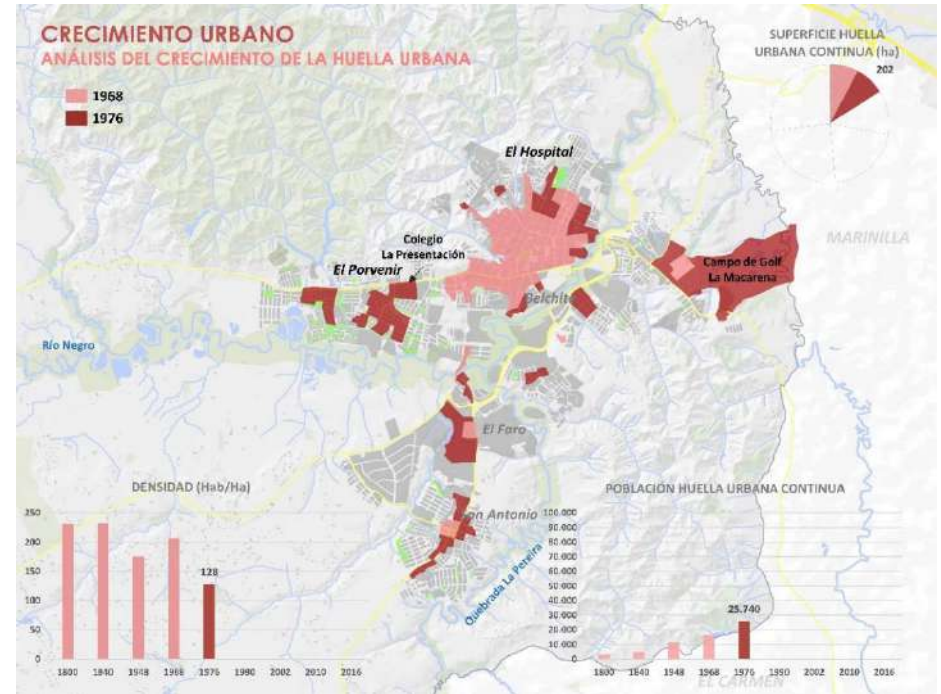 CRECIMIENTO URBANO
ANÁLISIS DEL CRECIMIENTO DE LA HUELLA URBANA
1968
1976
SUPERFICIE HUELLA
URBANA CONTINUA (ha)
202
El Hospital
Colegio
La Presentación
El Porvenir
MARINILLA
Campo de Golf
La Macarena
Belchite
Río Negro
El Faro
San Antonio
Quebrada La Pereira
DENSIDAD (Hab/Ha)
250
200
150
100
50
0
128
1800
1840
1948
1968
1976
1990
2002
2010
2016
POBLACIÓN HUELLA URBANA CONTINUA
100.000
90.000
80.000
70.000
60.000
50.000
40.000
30.000
20.000
10.000
0
25.740
1800
1840
1948
1968
1976
1990
2002
2010
2016
EL CARMEN